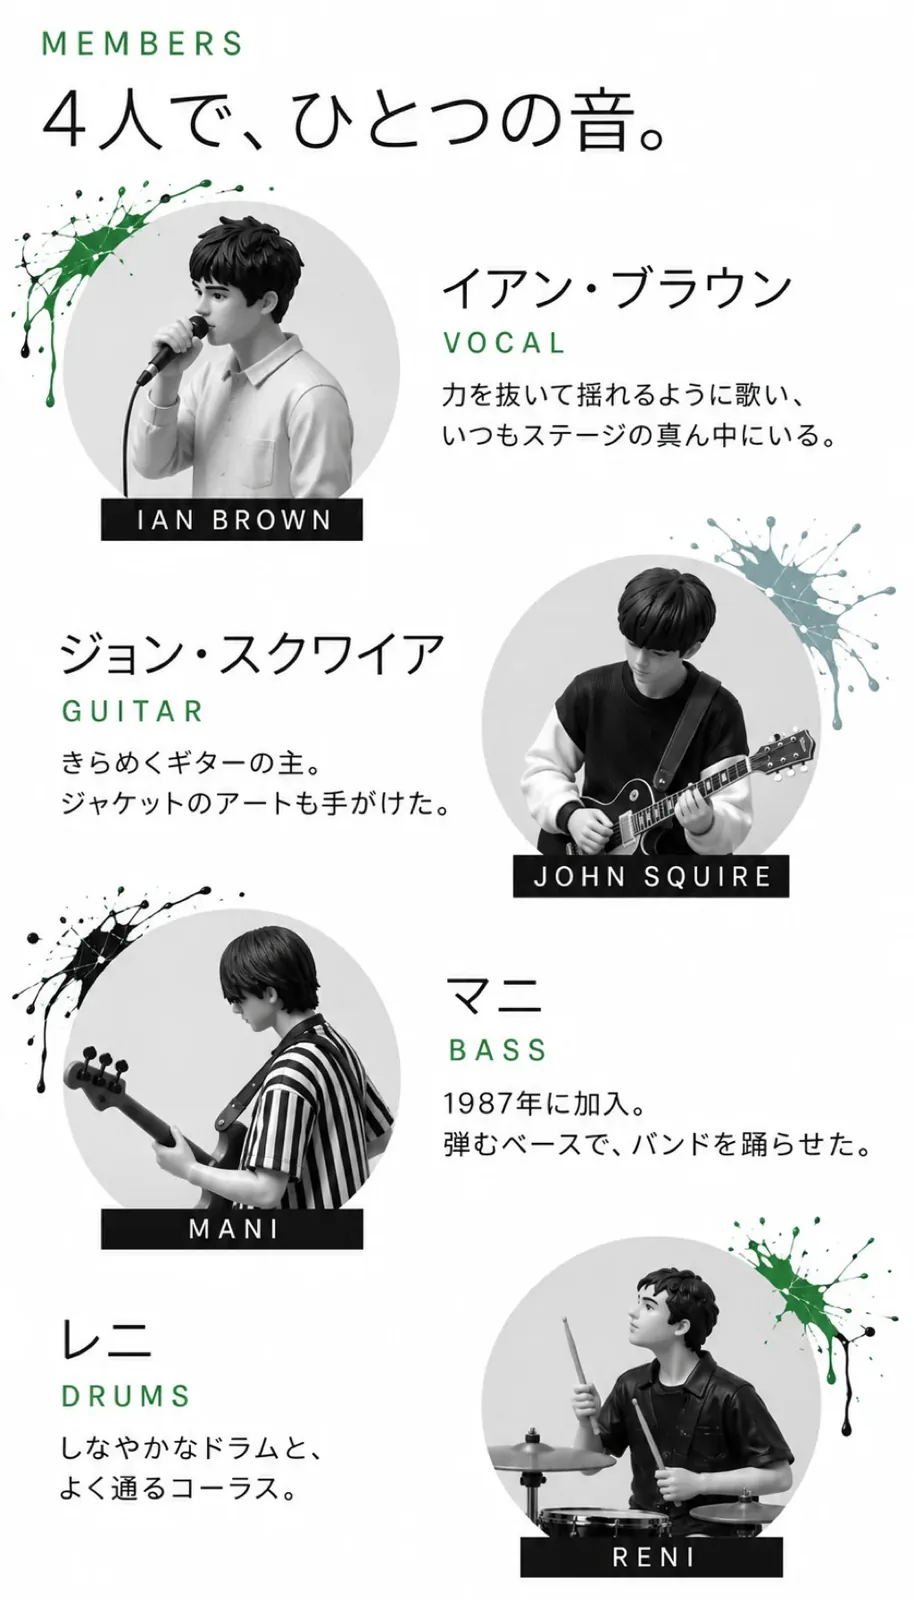 MEMBERS
4人で、ひとつの音。
イアン・ブラウン
VOCAL
力を抜いて揺れるように歌い、
いつもステージの真ん中にいる。
IAN BROWN
ジョン・スクワイア
GUITAR
きらめくギターの主。
ジャケットのアートも手がけた。
JOHN SQUIRE
マニ
BASS
1987年に加入。
弾むベースで、バンドを踊らせた。
MANI
レニ
DRUMS
しなやかなドラムと、
よく通るコーラス。
RENI